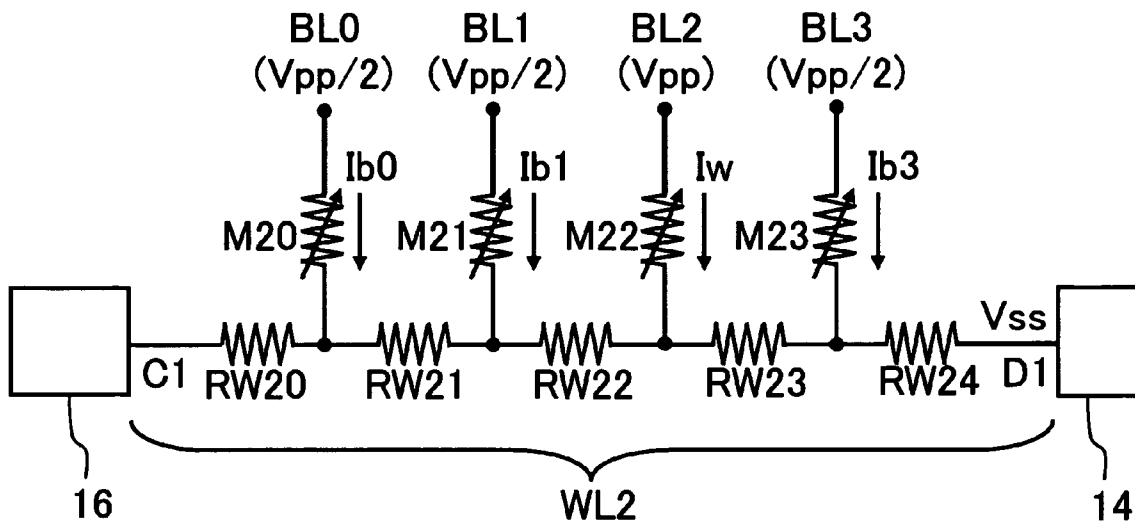 BL0 BL1 BL2 BL3
(Vpp/2) (Vpp/2) (Vpp) (Vpp/2)
Ib0 Ib1 Iw Ib3
M20 M21 M22 M23
Vss
C1 RW20 RW21 RW22 RW23 RW24 D1
16 WL2 14